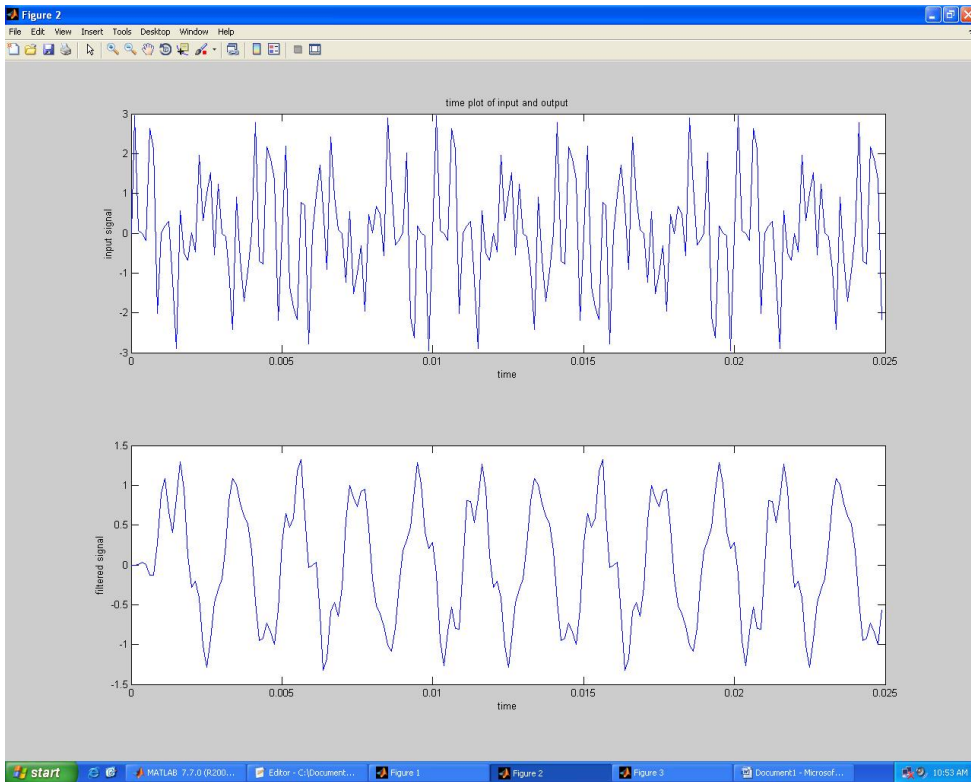 Figure 2
File Edit View Insert Tools Desktop Window Help
time plot of input and output
3
2
1
0
-1
-2
-3
input signal
0 0.005 0.01 0.015 0.02 0.025
time
1.5
1
0.5
0
-0.5
-1
-1.5
filtered signal
0 0.005 0.01 0.015 0.02 0.025
time
start MATLAB 7.7.0 (R200... Editor - C:\Document... Figure 1 Figure 2 Figure 3 Document1 - Microsof... 10:53 AM